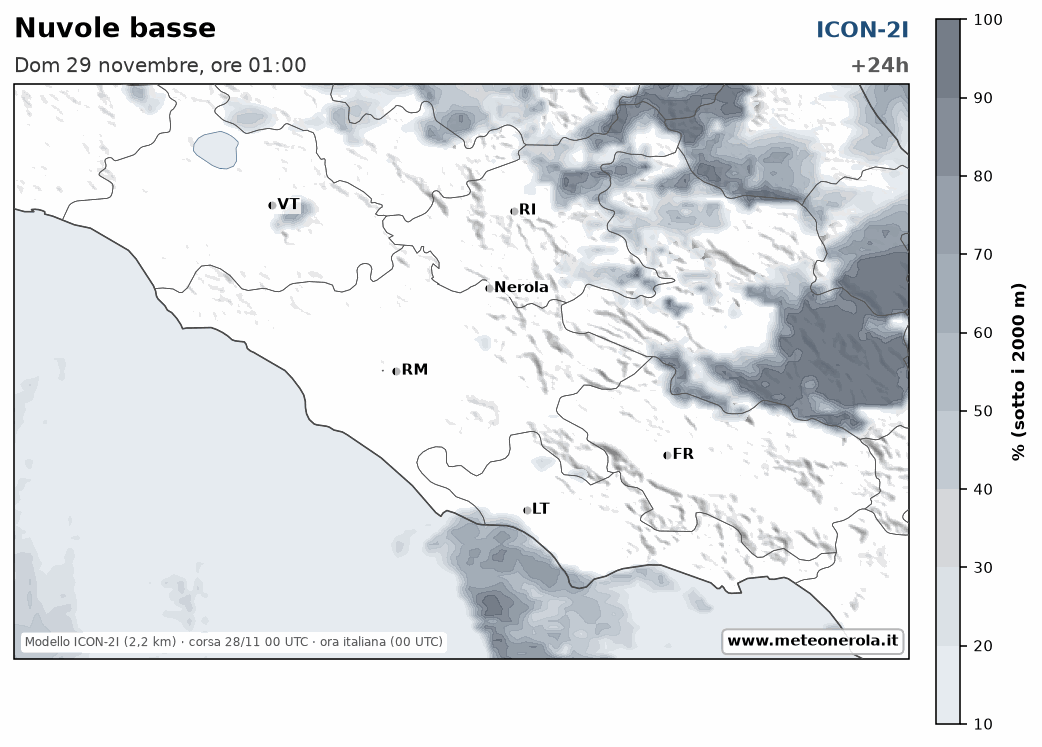 Nuvole basse
ICON-2I
Dom 29 novembre, ore 01:00
+24h
VT
RI
Nerola
RM
FR
LT
Modello ICON-2I (2,2 km) · corsa 28/11 00 UTC · ora italiana (00 UTC)
www.meteonerola.it
100
90
80
70
60
50
40
30
20
10
% (sotto i 2000 m)